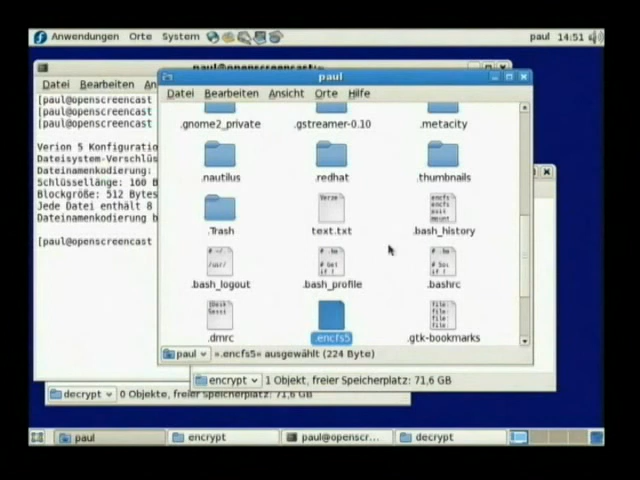 Anwendungen Orte System paul 14:51
paul@openscreencast:~
paul
Datei Bearbeiten An
Datei Bearbeiten Ansicht Orte Hilfe
[paul@openscreencast
[paul@openscreencast
[paul@openscreencast
Verion 5 Konfiguratio
Dateisystem-Verschlüs
Dateinamenkodierung:
Schlüssellänge: 160 B
Blockgröße: 512 Bytes
Jede Datei enthält 8
Dateinamenkodierung b
[paul@openscreencast
.gnome2_private .gstreamer-0.10 .metacity
.nautilus .redhat .thumbnails
.Trash text.txt .bash_history
.bash_logout .bash_profile .bashrc
.dmrc .encfs5 .gtk-bookmarks
paul ».encfs5« ausgewählt (224 Byte)
encrypt 1 Objekt, freier Speicherplatz: 71,6 GB
decrypt 0 Objekte, freier Speicherplatz: 71,6 GB
paul encrypt paul@openscr... decrypt